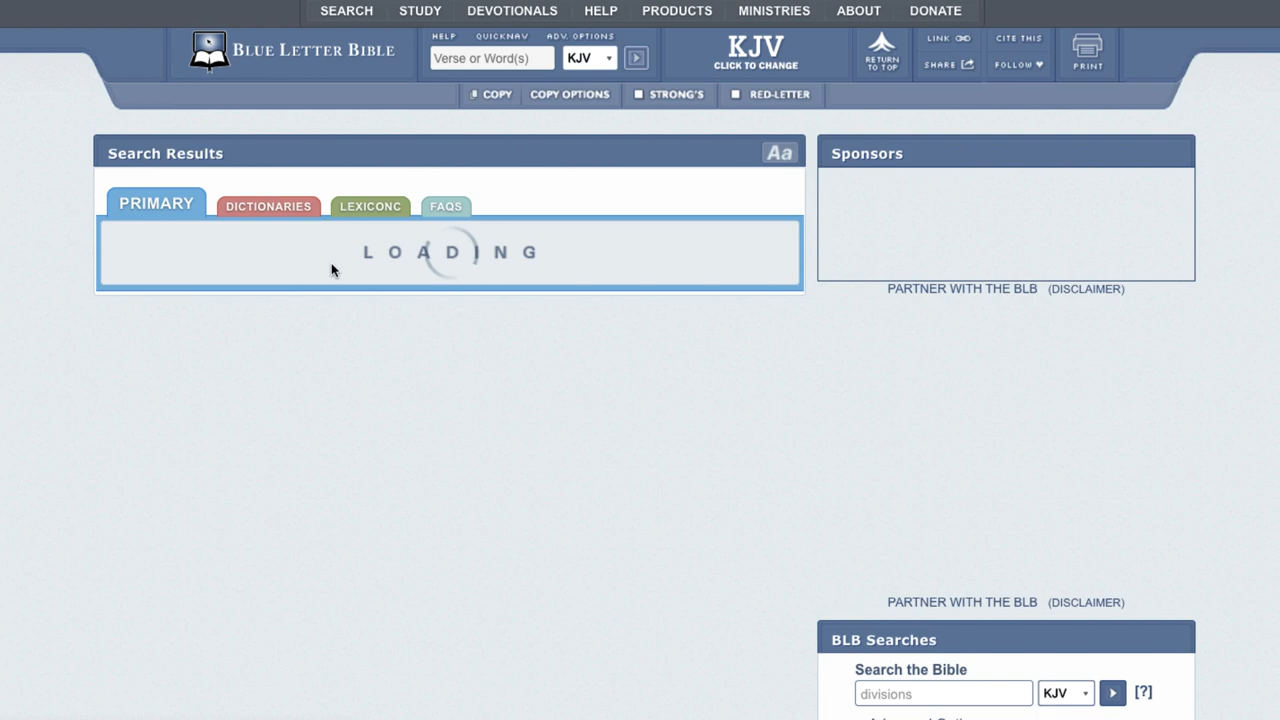 SEARCH STUDY DEVOTIONALS HELP PRODUCTS MINISTRIES ABOUT DONATE
BLUE LETTER BIBLE
HELP QUICKNAV ADV. OPTIONS
Verse or Word(s) KJV
KJV
CLICK TO CHANGE
RETURN
TO TOP
LINK CITE THIS
SHARE FOLLOW
PRINT
COPY COPY OPTIONS STRONG'S RED-LETTER
Search Results Aa
PRIMARY DICTIONARIES LEXICONC FAQS
LOADING
Sponsors
PARTNER WITH THE BLB (DISCLAIMER)
PARTNER WITH THE BLB (DISCLAIMER)
BLB Searches
Search the Bible
divisions KJV [?]